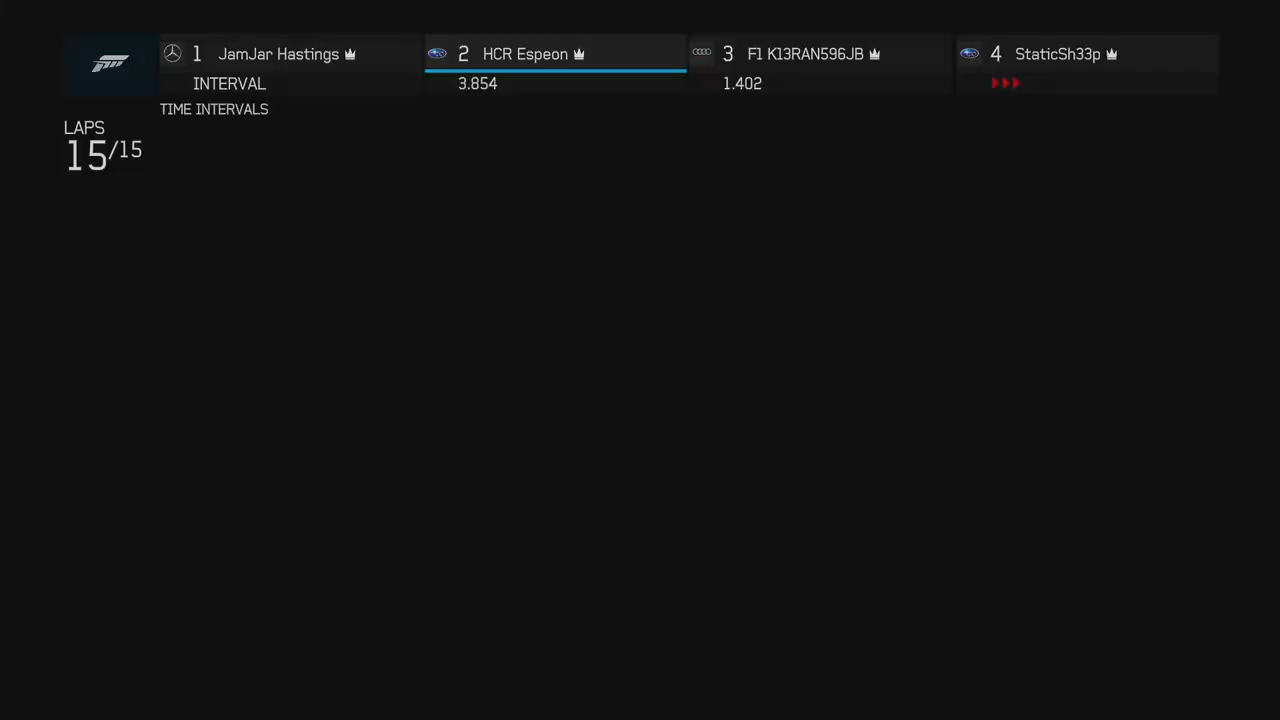 1 JamJar Hastings 2 HCR Espeon 3 F1 K13RAN596JB 4 StaticSh33p
INTERVAL 3.854 1.402
TIME INTERVALS
LAPS
15/15